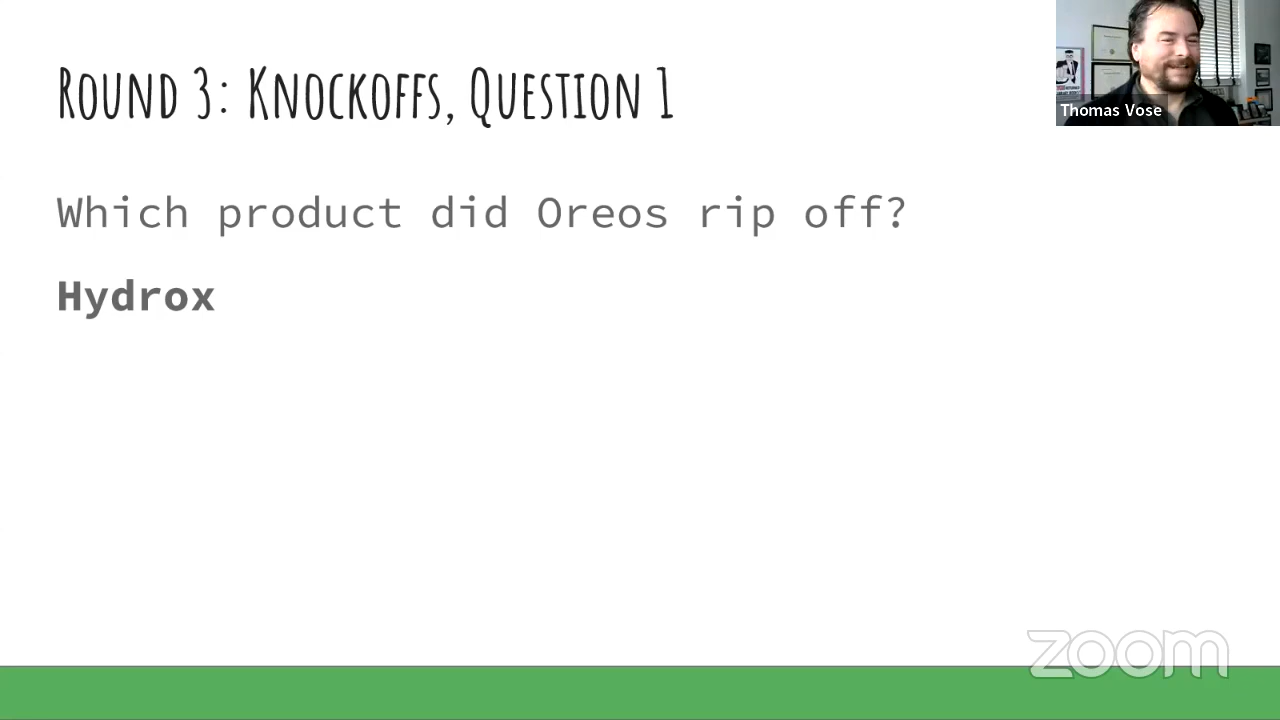 Round 3: Knockoffs, Question 1
Thomas Vose
Which product did Oreos rip off?
Hydrox
zoom